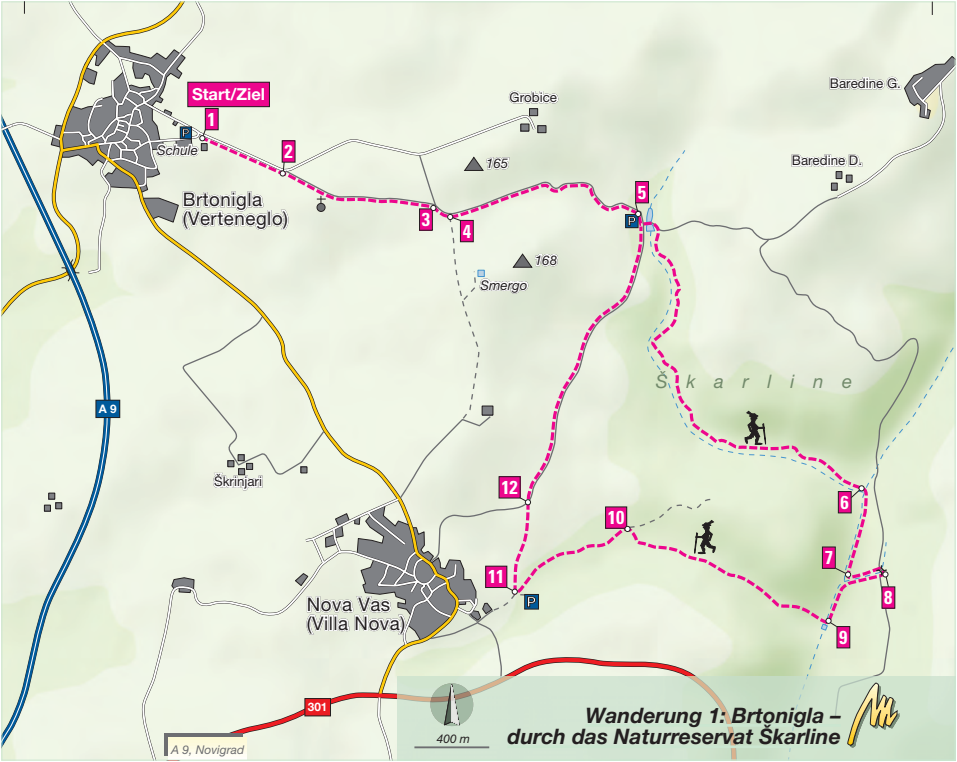 Baredine G.
Start/Ziel
Grobice
1
P
Schule
2
165
Baredine D.
Brtonigla
(Verteneglo)
3
4
5
P
168
Smergo
Škarline
A 9
Škrinjari
12
6
10
7
11
P
8
Nova Vas
(Villa Nova)
9
301
A 9, Novigrad
400 m
Wanderung 1: Brtonigla –
durch das Naturreservat Škarline